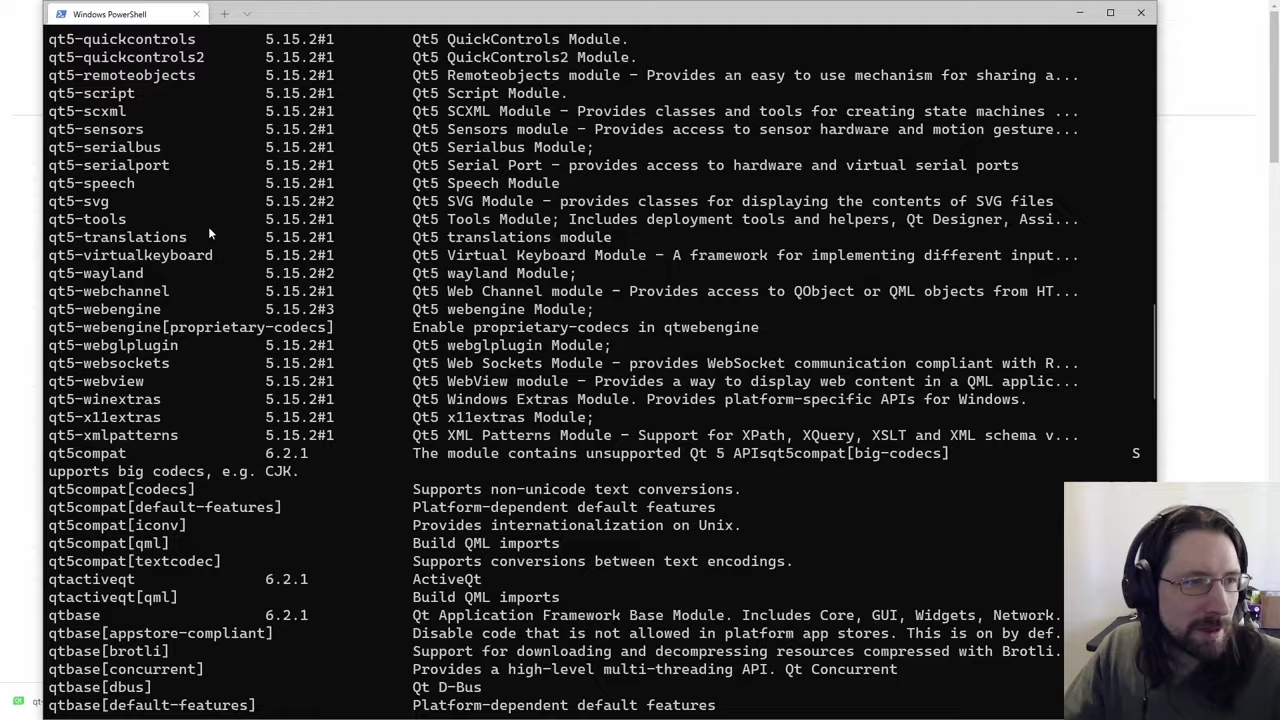 Windows PowerShell
qt5-quickcontrols 5.15.2#1 Qt5 QuickControls Module.
qt5-quickcontrols2 5.15.2#1 Qt5 QuickControls2 Module.
qt5-remoteobjects 5.15.2#1 Qt5 Remoteobjects module - Provides an easy to use mechanism for sharing a...
qt5-script 5.15.2#1 Qt5 Script Module.
qt5-scxml 5.15.2#1 Qt5 SCXML Module - Provides classes and tools for creating state machines ...
qt5-sensors 5.15.2#1 Qt5 Sensors module - Provides access to sensor hardware and motion gesture...
qt5-serialbus 5.15.2#1 Qt5 Serialbus Module;
qt5-serialport 5.15.2#1 Qt5 Serial Port - provides access to hardware and virtual serial ports
qt5-speech 5.15.2#1 Qt5 Speech Module
qt5-svg 5.15.2#2 Qt5 SVG Module - provides classes for displaying the contents of SVG files
qt5-tools 5.15.2#1 Qt5 Tools Module; Includes deployment tools and helpers, Qt Designer, Assi...
qt5-translations 5.15.2#1 Qt5 translations module
qt5-virtualkeyboard 5.15.2#1 Qt5 Virtual Keyboard Module - A framework for implementing different input...
qt5-wayland 5.15.2#2 Qt5 wayland Module;
qt5-webchannel 5.15.2#1 Qt5 Web Channel module - Provides access to QObject or QML objects from HT...
qt5-webengine 5.15.2#3 Qt5 webengine Module;
qt5-webengine[proprietary-codecs] Enable proprietary-codecs in qtwebengine
qt5-webglplugin 5.15.2#1 Qt5 webglplugin Module;
qt5-websockets 5.15.2#1 Qt5 Web Sockets Module - provides WebSocket communication compliant with R...
qt5-webview 5.15.2#1 Qt5 WebView module - Provides a way to display web content in a QML applic...
qt5-winextras 5.15.2#1 Qt5 Windows Extras Module. Provides platform-specific APIs for Windows.
qt5-x11extras 5.15.2#1 Qt5 x11extras Module;
qt5-xmlpatterns 5.15.2#1 Qt5 XML Patterns Module - Support for XPath, XQuery, XSLT and XML schema v...
qt5compat 6.2.1 The module contains unsupported Qt 5 APIsqt5compat[big-codecs] S
upports big codecs, e.g. CJK.
qt5compat[codecs] Supports non-unicode text conversions.
qt5compat[default-features] Platform-dependent default features
qt5compat[iconv] Provides internationalization on Unix.
qt5compat[qml] Build QML imports
qt5compat[textcodec] Supports conversions between text encodings.
qtactiveqt 6.2.1 ActiveQt
qtactiveqt[qml] Build QML imports
qtbase 6.2.1 Qt Application Framework Base Module. Includes Core, GUI, Widgets, Network.
qtbase[appstore-compliant] Disable code that is not allowed in platform app stores. This is on by def.
qtbase[brotli] Support for downloading and decompressing resources compressed with Brotli.
qtbase[concurrent] Provides a high-level multi-threading API. Qt Concurrent
qtbase[dbus] Qt D-Bus
qtbase[default-features] Platform-dependent default features